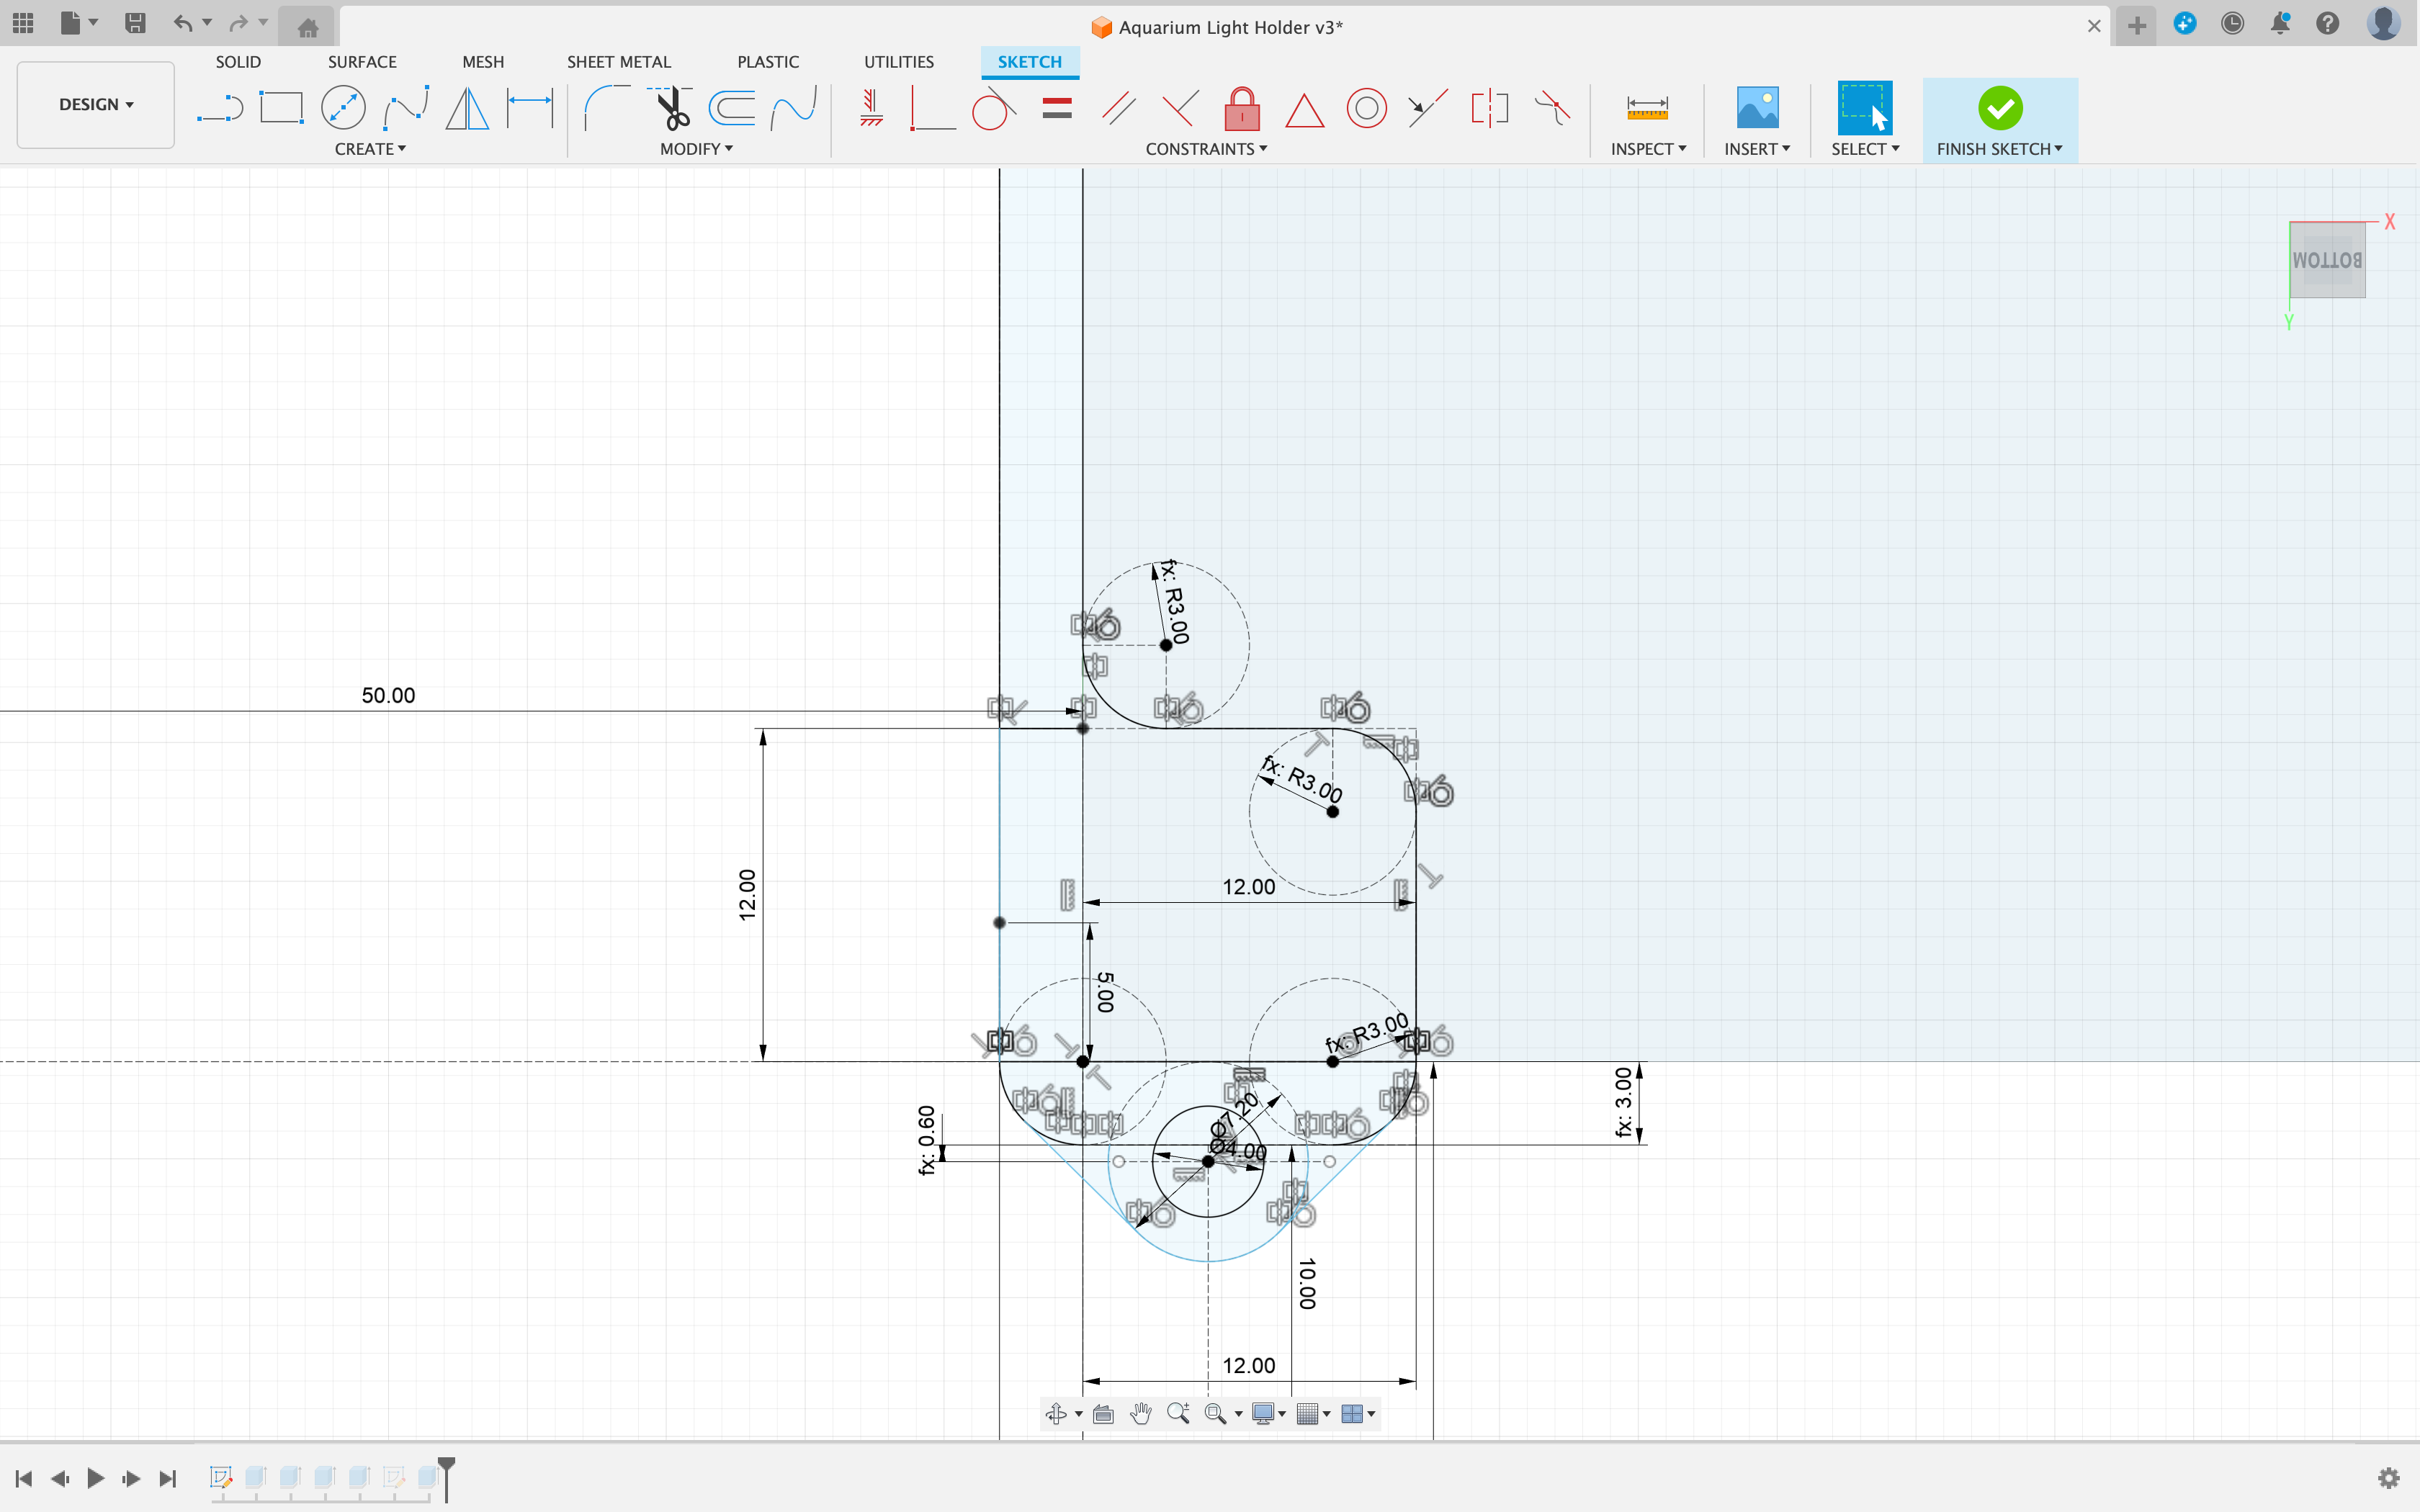 Aquarium Light Holder v3*
SOLID
SURFACE
MESH
SHEET METAL
PLASTIC
UTILITIES
SKETCH
DESIGN
CREATE
MODIFY
CONSTRAINTS
INSPECT
INSERT
SELECT
FINISH SKETCH
X
BOTTOM
Y
fx: R3.00
50.00
fx: R3.00
12.00
12.00
5.00
fx: R3.00
fx: 3.00
fx: 0.60
Ø7.20
Ø4.00
10.00
12.00